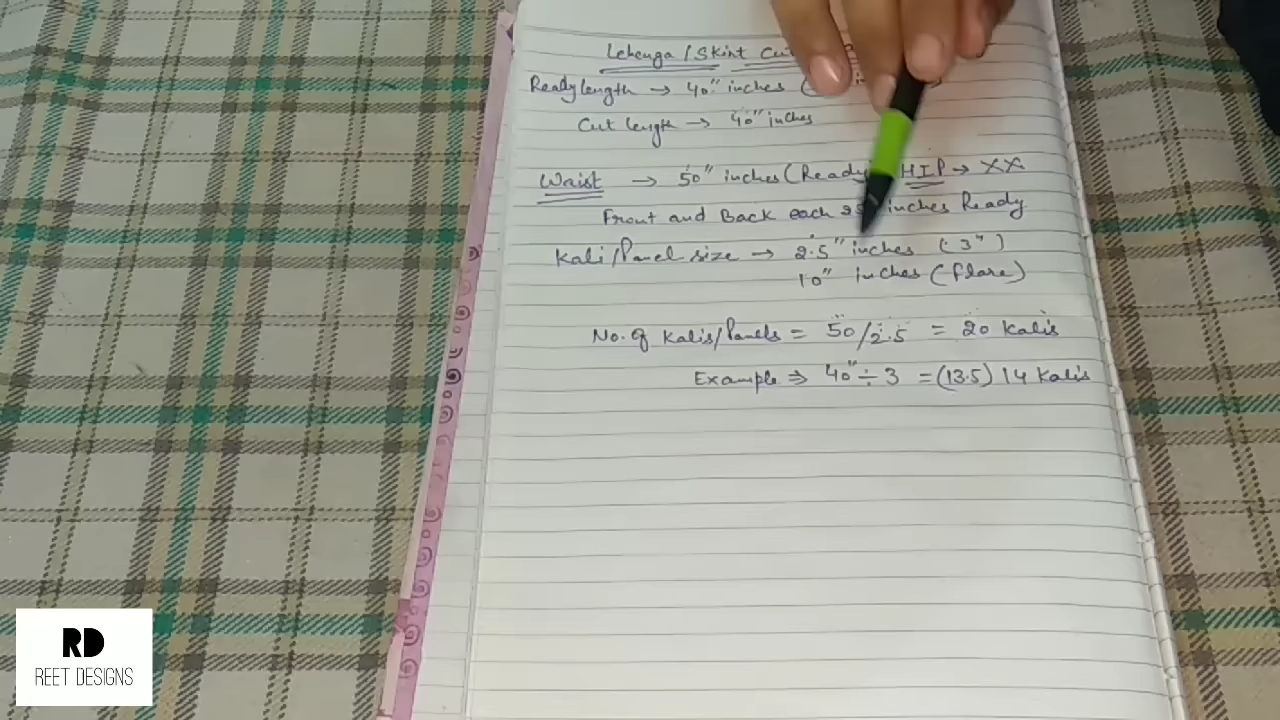 Lehenga / Skirt Cut
Ready length → 40" inches (
Cut length → 40" inches
Waist → 50" inches (Ready HIP → XX
Front and Back each inches Ready
Kali/Panel size → 2.5" inches (3")
10" inches (flare)
No. of Kalis/Panels = 50/2.5 = 20 Kalis
Example ⇒ 40" ÷ 3 = (13.5) 14 Kalis
RD
REET DESIGNS